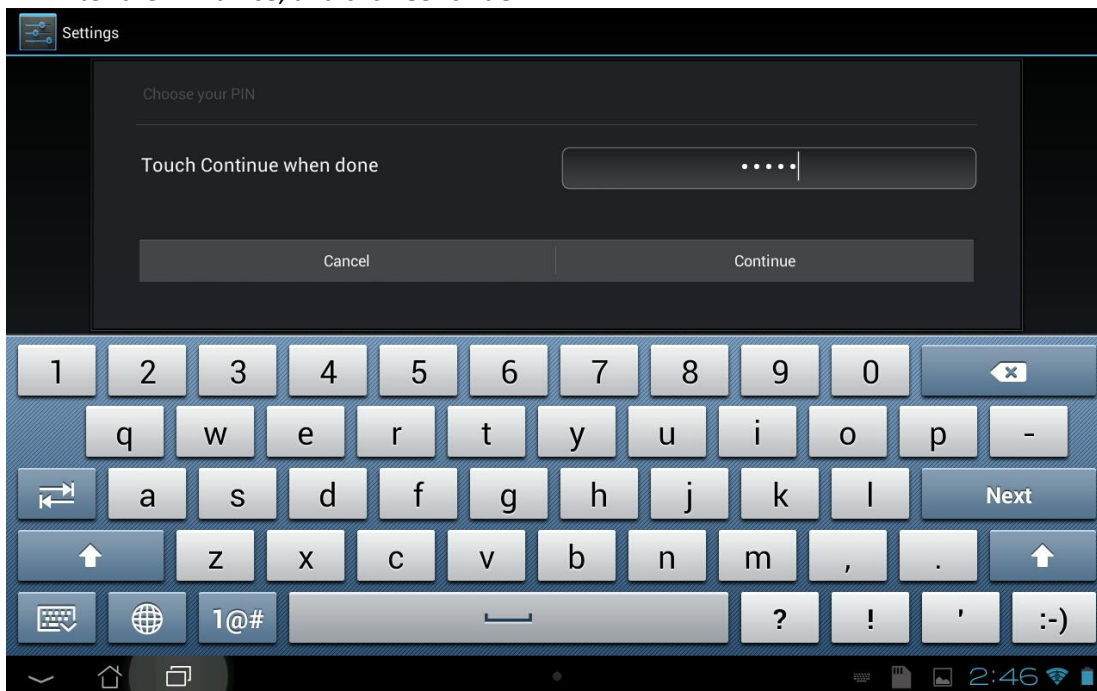 Settings
Choose your PIN
Touch Continue when done
•••••
Cancel Continue
1 2 3 4 5 6 7 8 9 0
q w e r t y u i o p -
a s d f g h j k l Next
z x c v b n m , .
1@# ? ! ' :-)
2:46